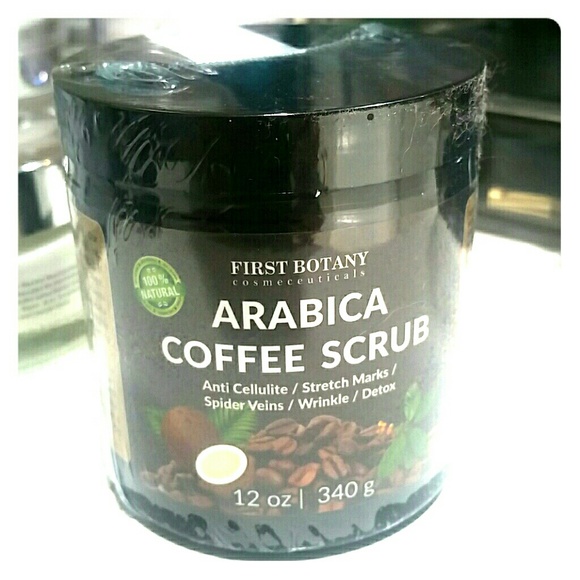 FIRST BOTANY
cosmeceuticals
100%
NATURAL
ARABICA
COFFEE SCRUB
Anti Cellulite / Stretch Marks /
Spider Veins / Wrinkle / Detox
12 oz | 340 g